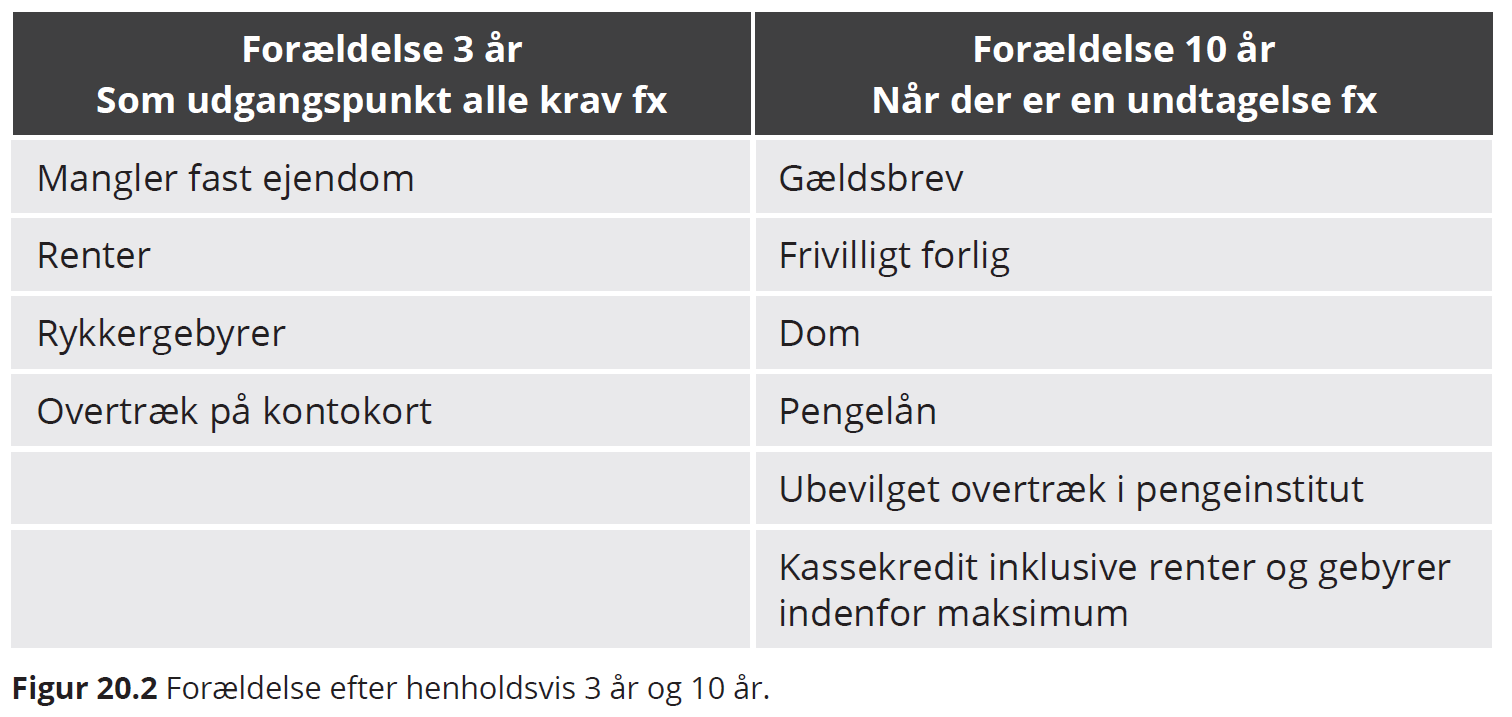 Forældelse 3 år
Som udgangspunkt alle krav fx
Forældelse 10 år
Når der er en undtagelse fx
Mangler fast ejendom
Gældsbrev
Renter
Frivilligt forlig
Rykkergebyrer
Dom
Overtræk på kontokort
Pengelån
Ubevilget overtræk i pengeinstitut
Kassekredit inklusive renter og gebyrer
indenfor maksimum
Figur 20.2 Forældelse efter henholdsvis 3 år og 10 år.